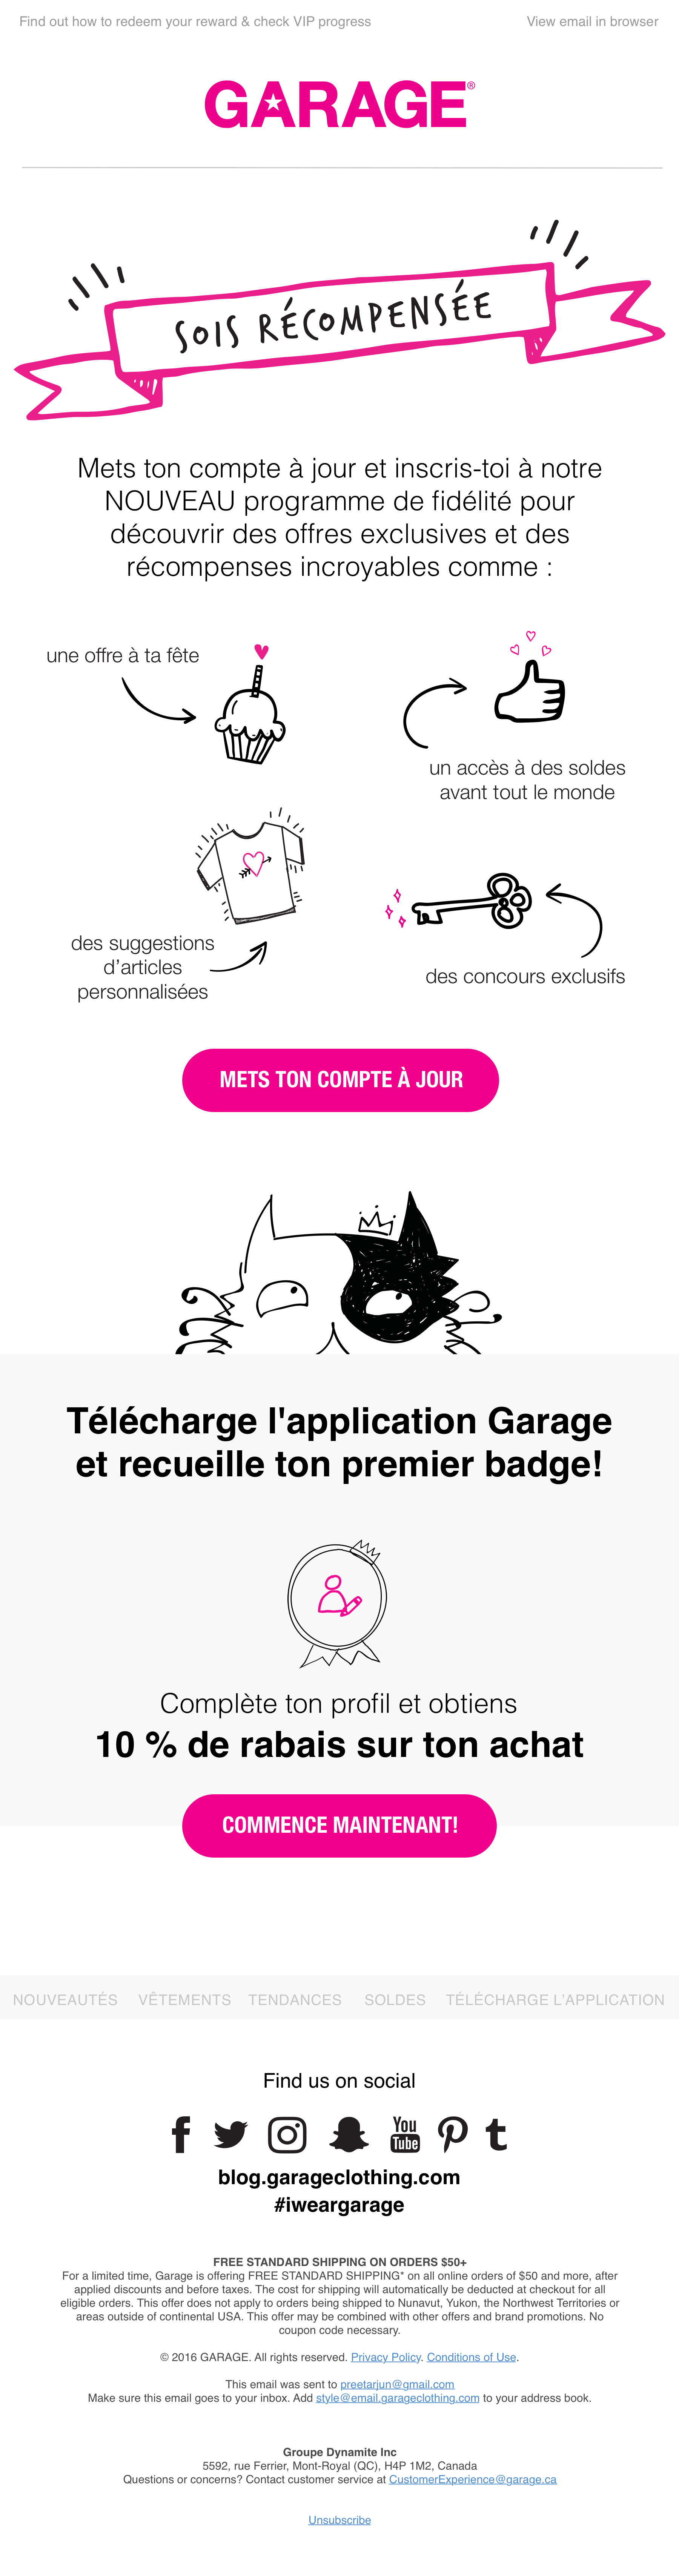 Find out how to redeem your reward & check VIP progress
View email in browser
GARAGE®
SOIS RÉCOMPENSÉE
Mets ton compte à jour et inscris-toi à notre
NOUVEAU programme de fidélité pour
découvrir des offres exclusives et des
récompenses incroyables comme :
une offre à ta fête
un accès à des soldes
avant tout le monde
des suggestions
d’articles
personnalisées
des concours exclusifs
METS TON COMPTE À JOUR
Télécharge l'application Garage
et recueille ton premier badge!
Complète ton profil et obtiens
10 % de rabais sur ton achat
COMMENCE MAINTENANT!
NOUVEAUTÉS VÊTEMENTS TENDANCES SOLDES TÉLÉCHARGE L’APPLICATION
Find us on social
You
Tube
blog.garageclothing.com
#iweargarage
FREE STANDARD SHIPPING ON ORDERS $50+
For a limited time, Garage is offering FREE STANDARD SHIPPING* on all online orders of $50 and more, after
applied discounts and before taxes. The cost for shipping will automatically be deducted at checkout for all
eligible orders. This offer does not apply to orders being shipped to Nunavut, Yukon, the Northwest Territories or
areas outside of continental USA. This offer may be combined with other offers and brand promotions. No
coupon code necessary.
© 2016 GARAGE. All rights reserved. Privacy Policy. Conditions of Use.
This email was sent to preetarjun@gmail.com
Make sure this email goes to your inbox. Add style@email.garageclothing.com to your address book.
Groupe Dynamite Inc
5592, rue Ferrier, Mont-Royal (QC), H4P 1M2, Canada
Questions or concerns? Contact customer service at CustomerExperience@garage.ca
Unsubscribe